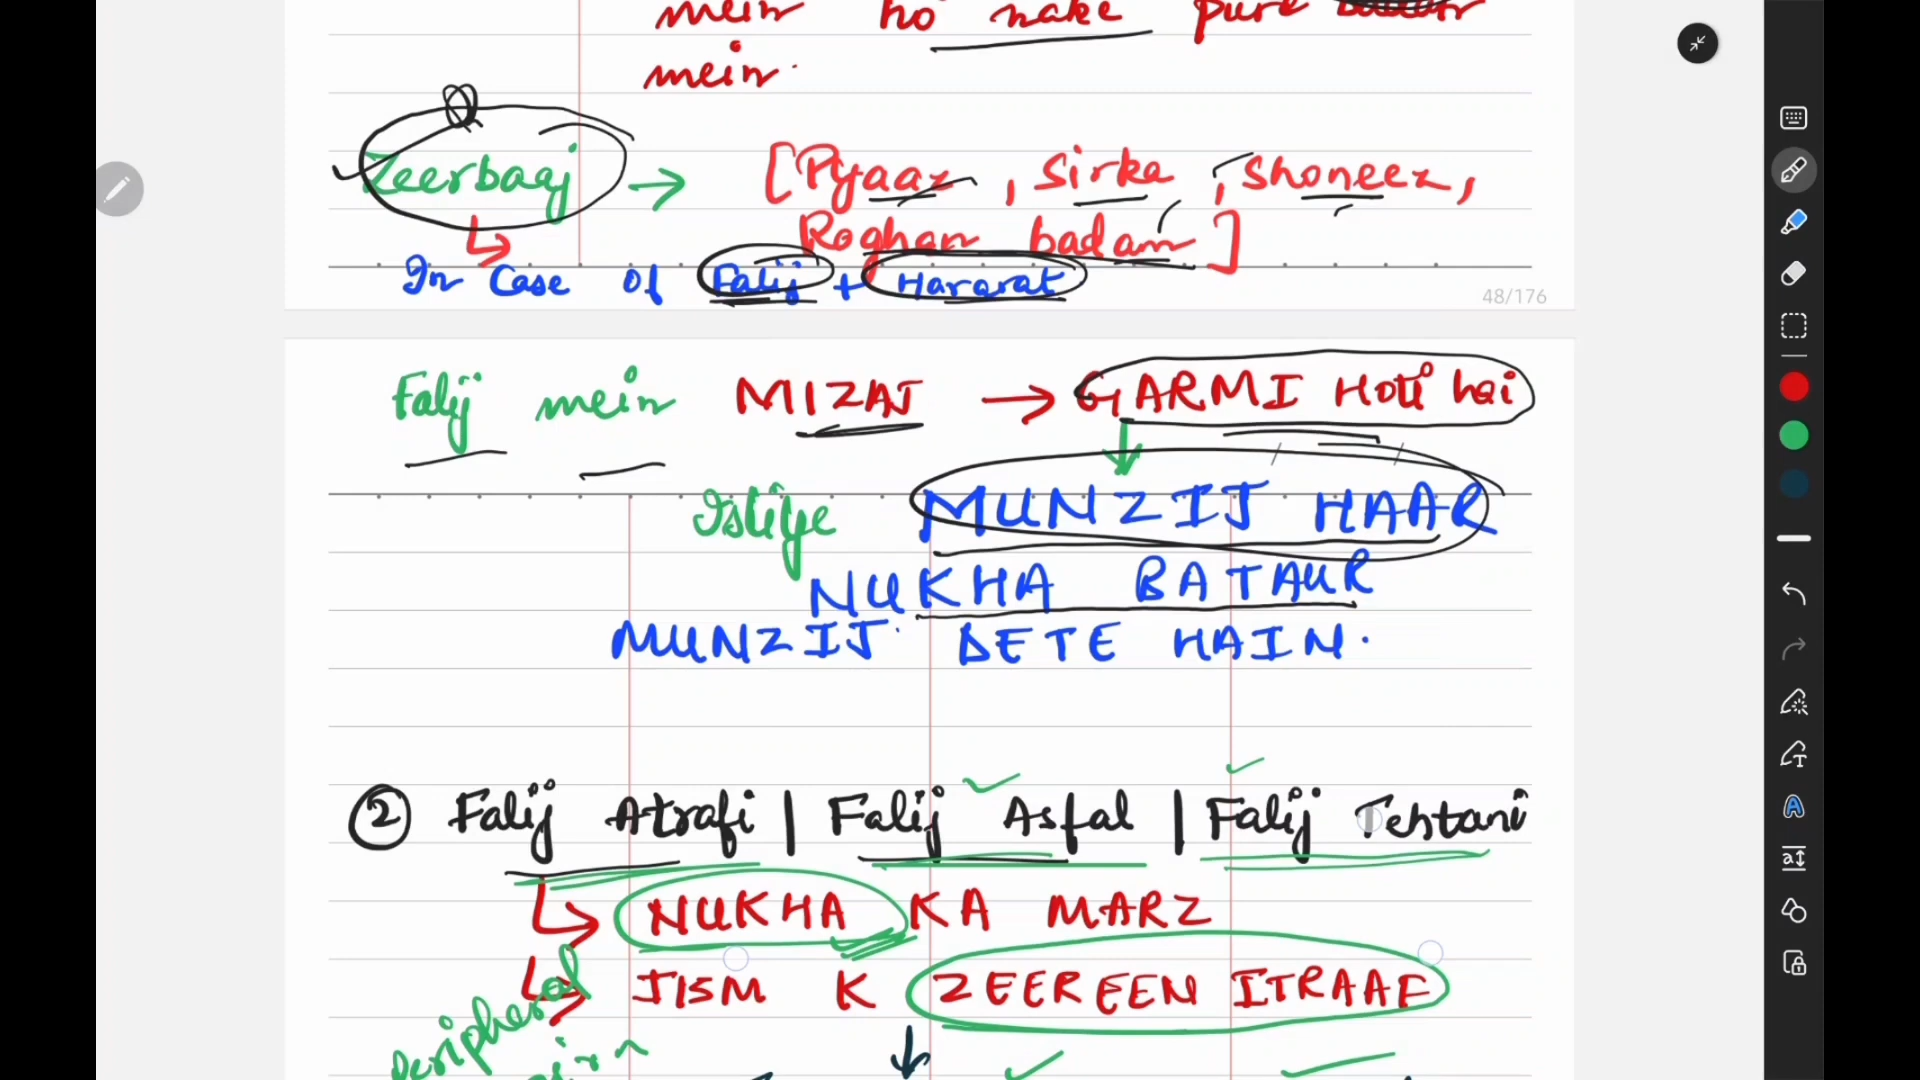 mein ho nake pure
mein.
Zeerbaaj → [Pyaaz, Sirka, Shoneez,
Roghan badam]
In Case Of Falij + Hararat
48/176
Falij mein MIZAJ → GARMI Hoti hai
Isliye MUNZIJ HAAR
NUKHA BATAUR
MUNZIJ DETE HAIN.
② Falij Atrafi | Falij Asfal | Falij Tehtani
NUKHA KA MARZ
JISM K ZEEREEN ITRAAF
Peripheral